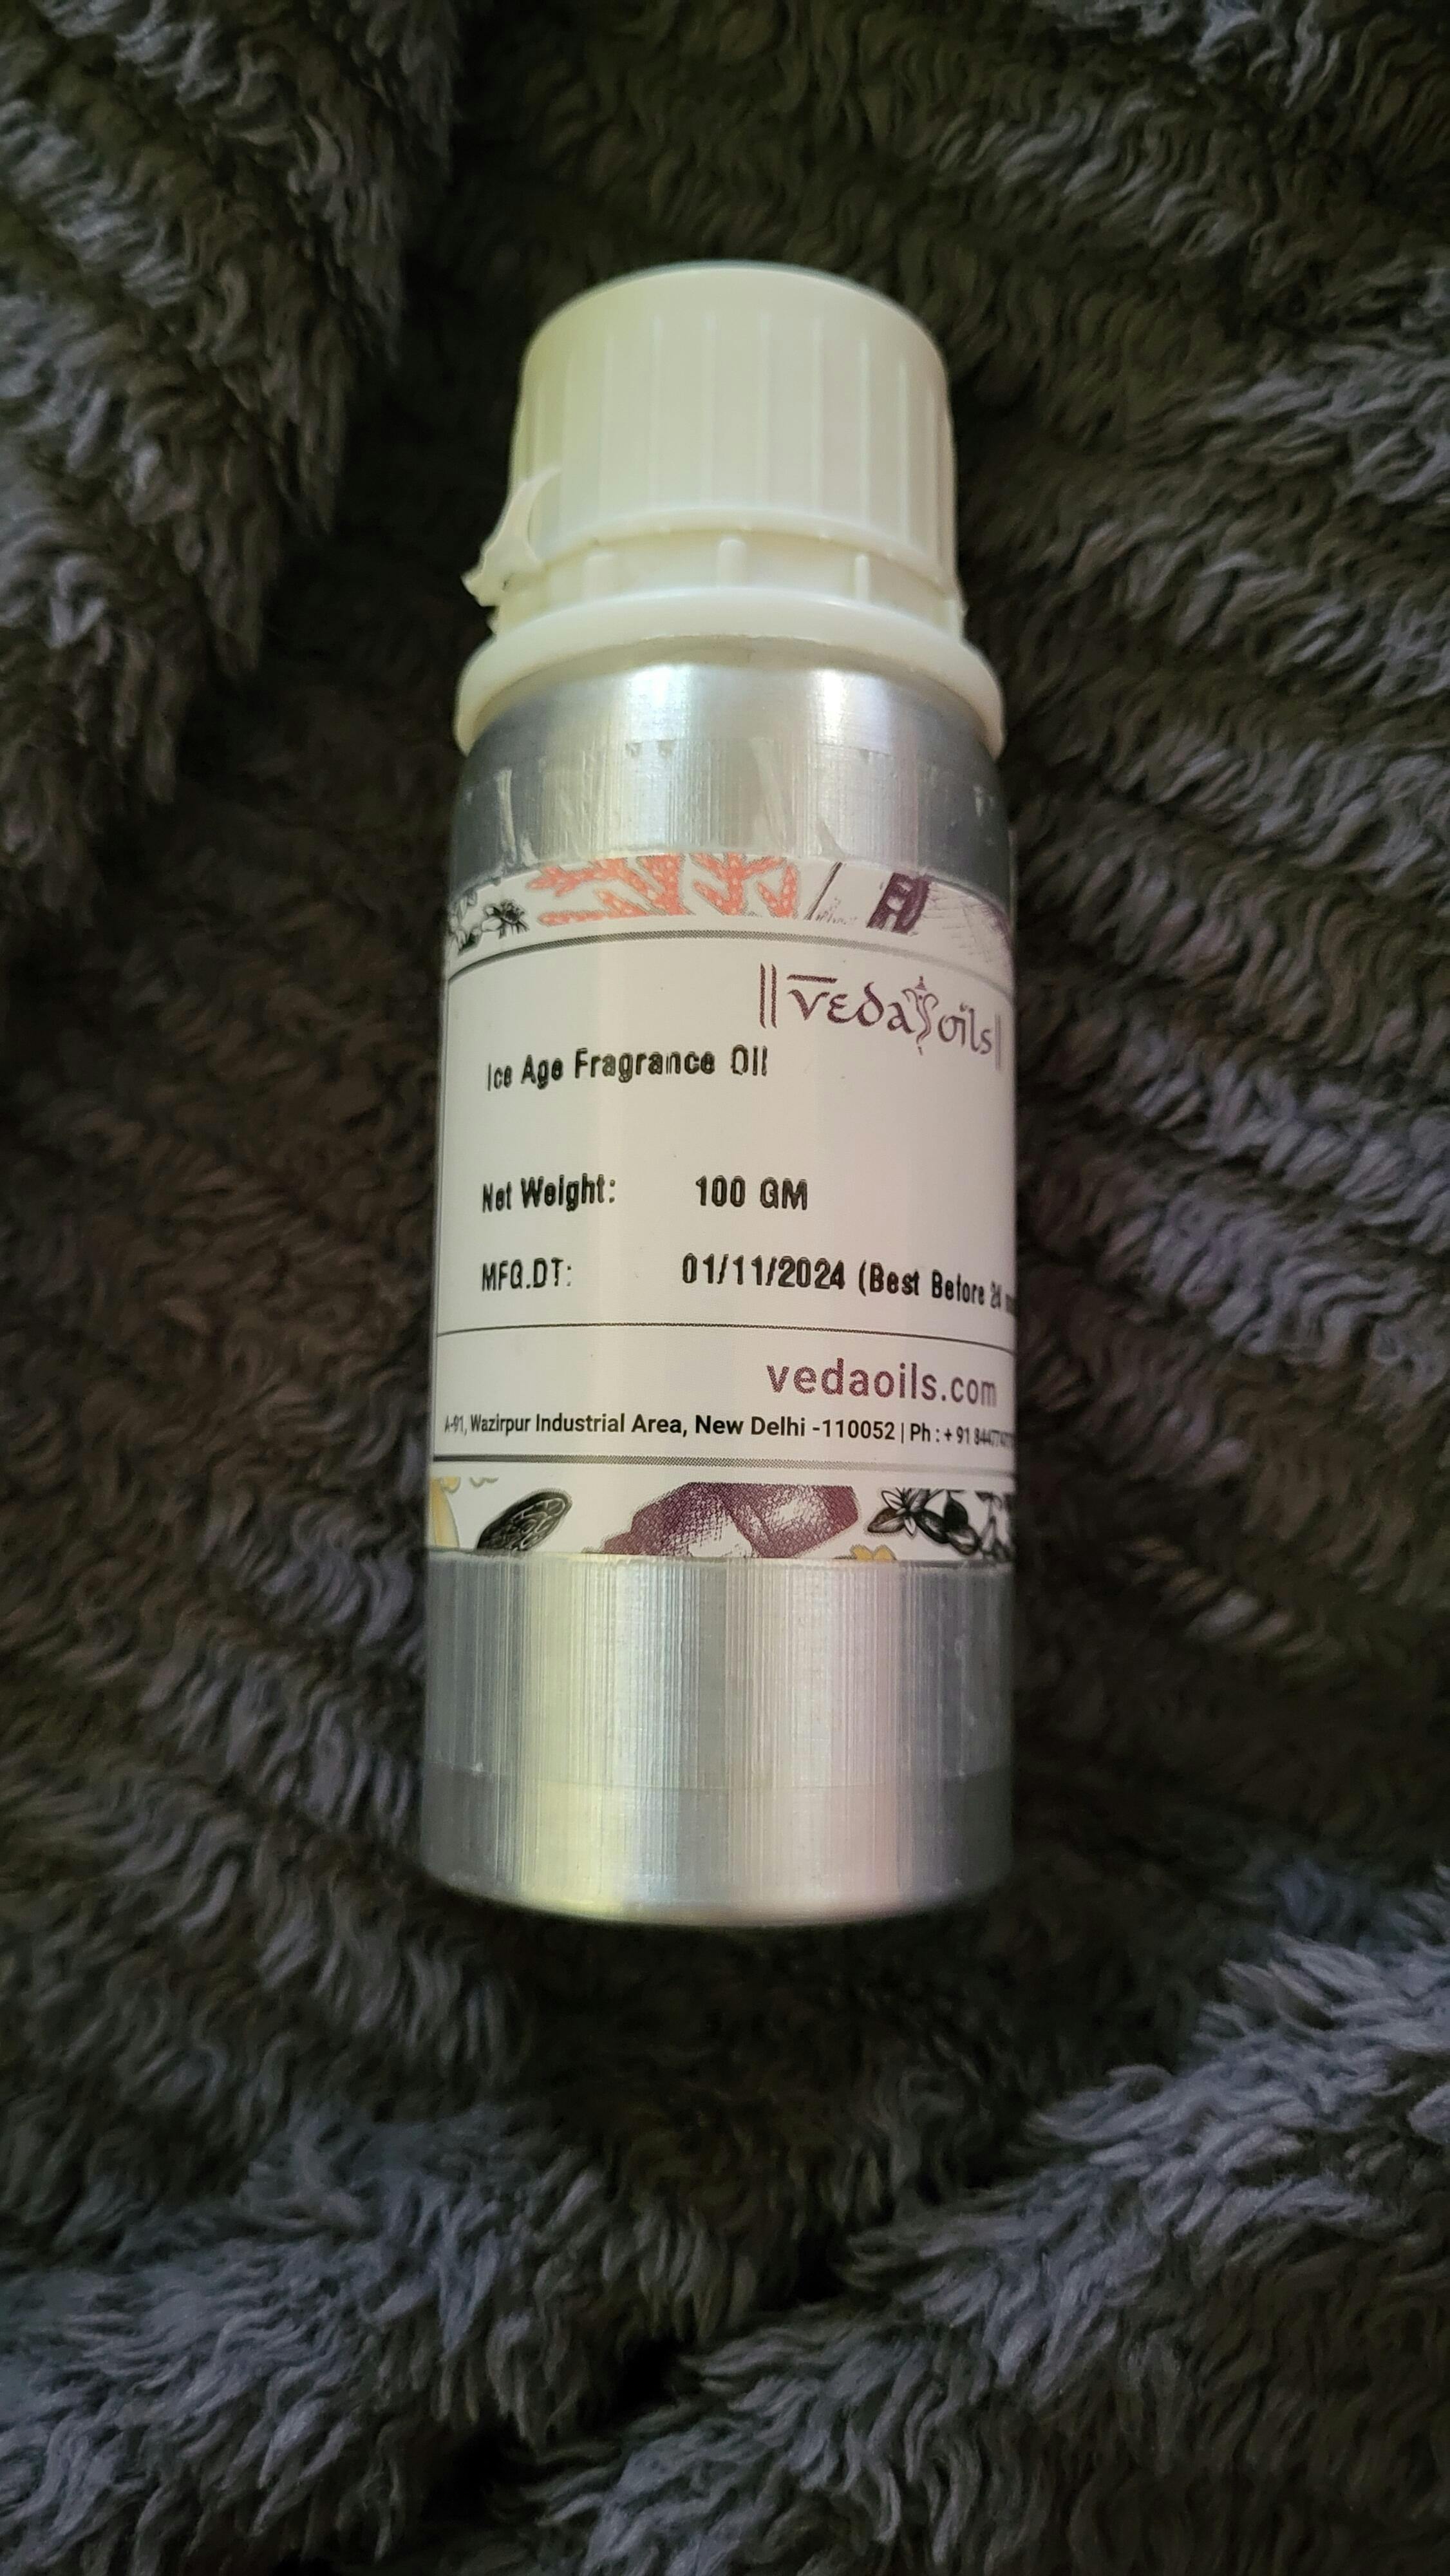 ||vedaoils|
Ice Age Fragrance Oil
Net Weight: 100 GM
MFG.DT: 01/11/2024 (Best Before 24
vedaoils.com
A-91, Wazirpur Industrial Area, New Delhi -110052 | Ph : + 91